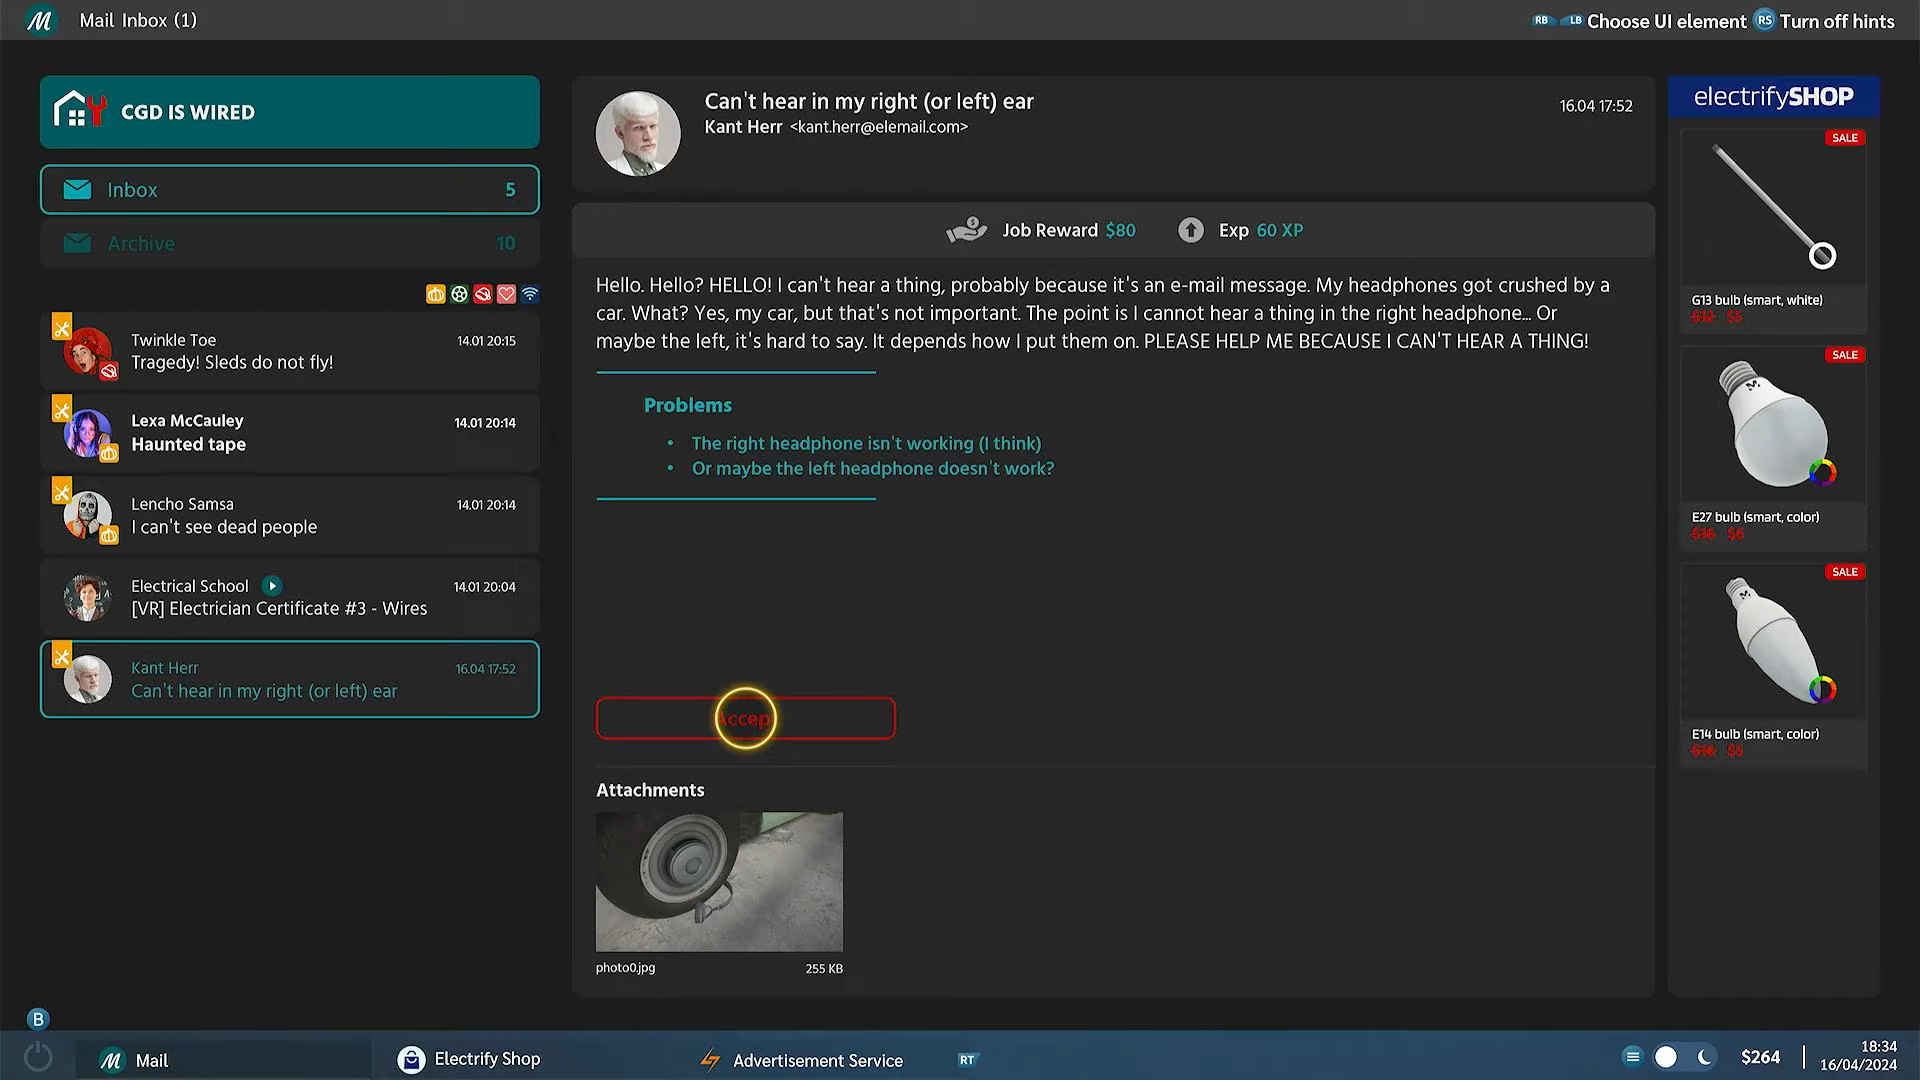 Mail Inbox (1)
RB LB Choose UI element RS Turn off hints
CGD IS WIRED
Inbox 5
Archive 10
Twinkle Toe 14.01 20:15
Tragedy! Sleds do not fly!
Lexa McCauley 14.01 20:14
Haunted tape
Lencho Samsa 14.01 20:14
I can't see dead people
Electrical School 14.01 20:04
[VR] Electrician Certificate #3 - Wires
Kant Herr 16.04 17:52
Can't hear in my right (or left) ear
Can't hear in my right (or left) ear
Kant Herr <kant.herr@elemail.com>
16.04 17:52
Job Reward $80 Exp 60 XP
Hello. Hello? HELLO! I can't hear a thing, probably because it's an e-mail message. My headphones got crushed by a
car. What? Yes, my car, but that's not important. The point is I cannot hear a thing in the right headphone... Or
maybe the left, it's hard to say. It depends how I put them on. PLEASE HELP ME BECAUSE I CAN'T HEAR A THING!
Problems
• The right headphone isn't working (I think)
• Or maybe the left headphone doesn't work?
Accept
Attachments
photo0.jpg 255 KB
electrifySHOP
SALE
G13 bulb (smart, white)
$12 $5
SALE
E27 bulb (smart, color)
$16 $6
SALE
E14 bulb (smart, color)
$16 $5
B
Mail
Electrify Shop
Advertisement Service
RT
$264
18:34
16/04/2024